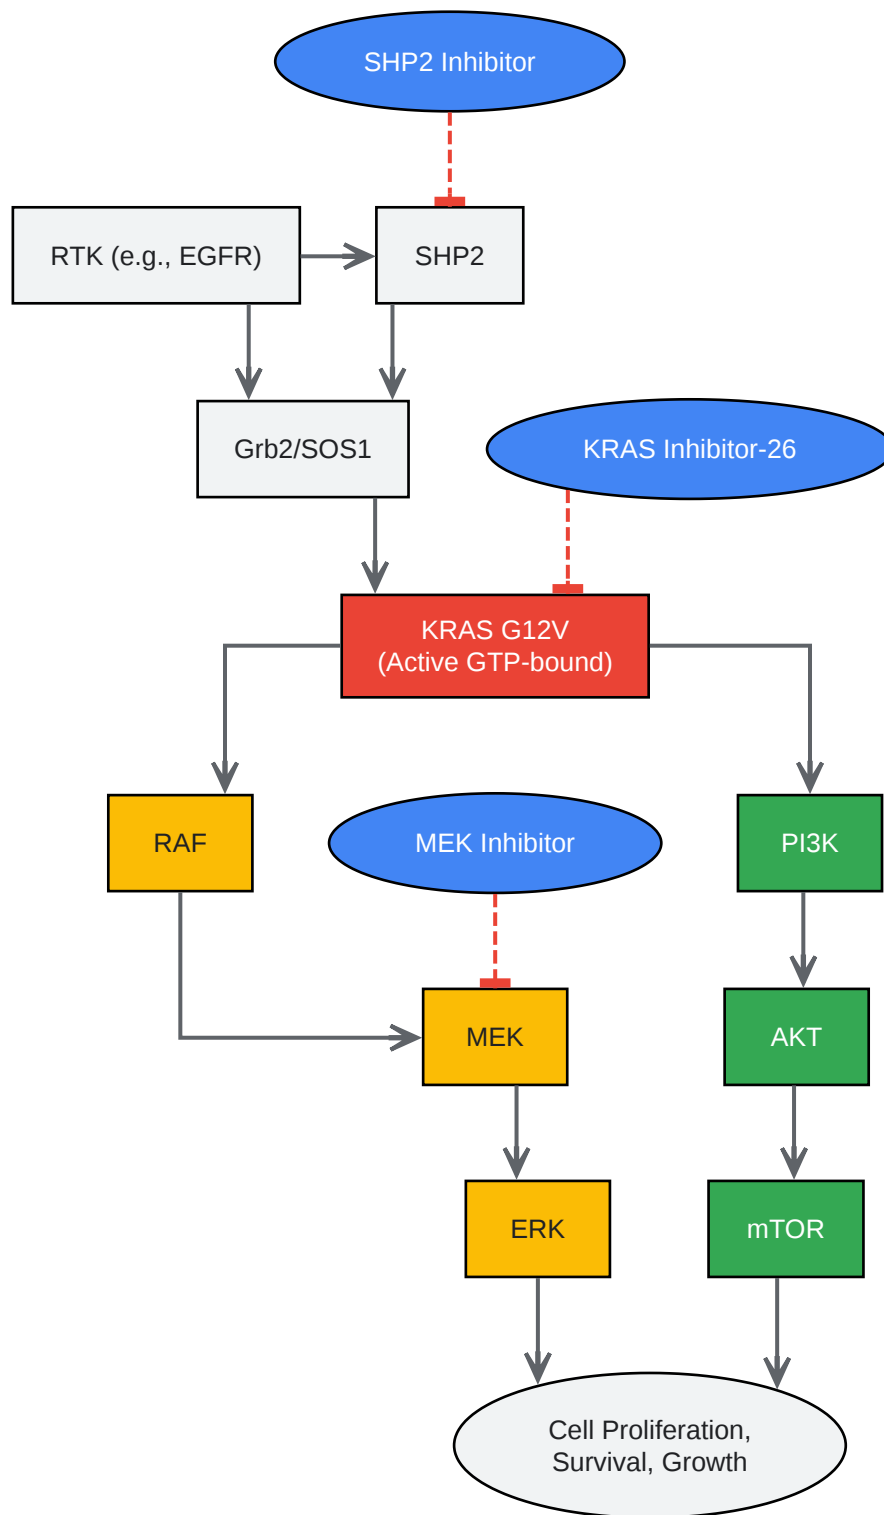 SHP2 Inhibitor
RTK (e.g., EGFR)
SHP2
Grb2/SOS1
KRAS Inhibitor-26
KRAS G12V
(Active GTP-bound)
RAF
MEK Inhibitor
PI3K
MEK
AKT
ERK
mTOR
Cell Proliferation,
Survival, Growth